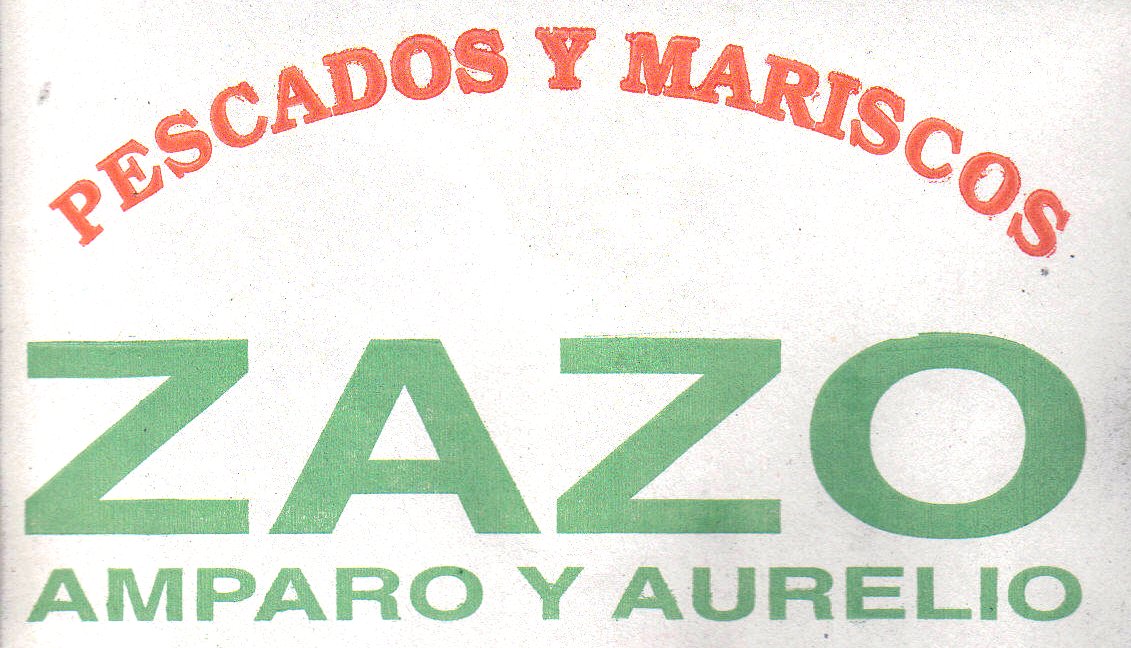 PESCADOS Y MARISCOS
ZAZO
AMPARO Y AURELIO